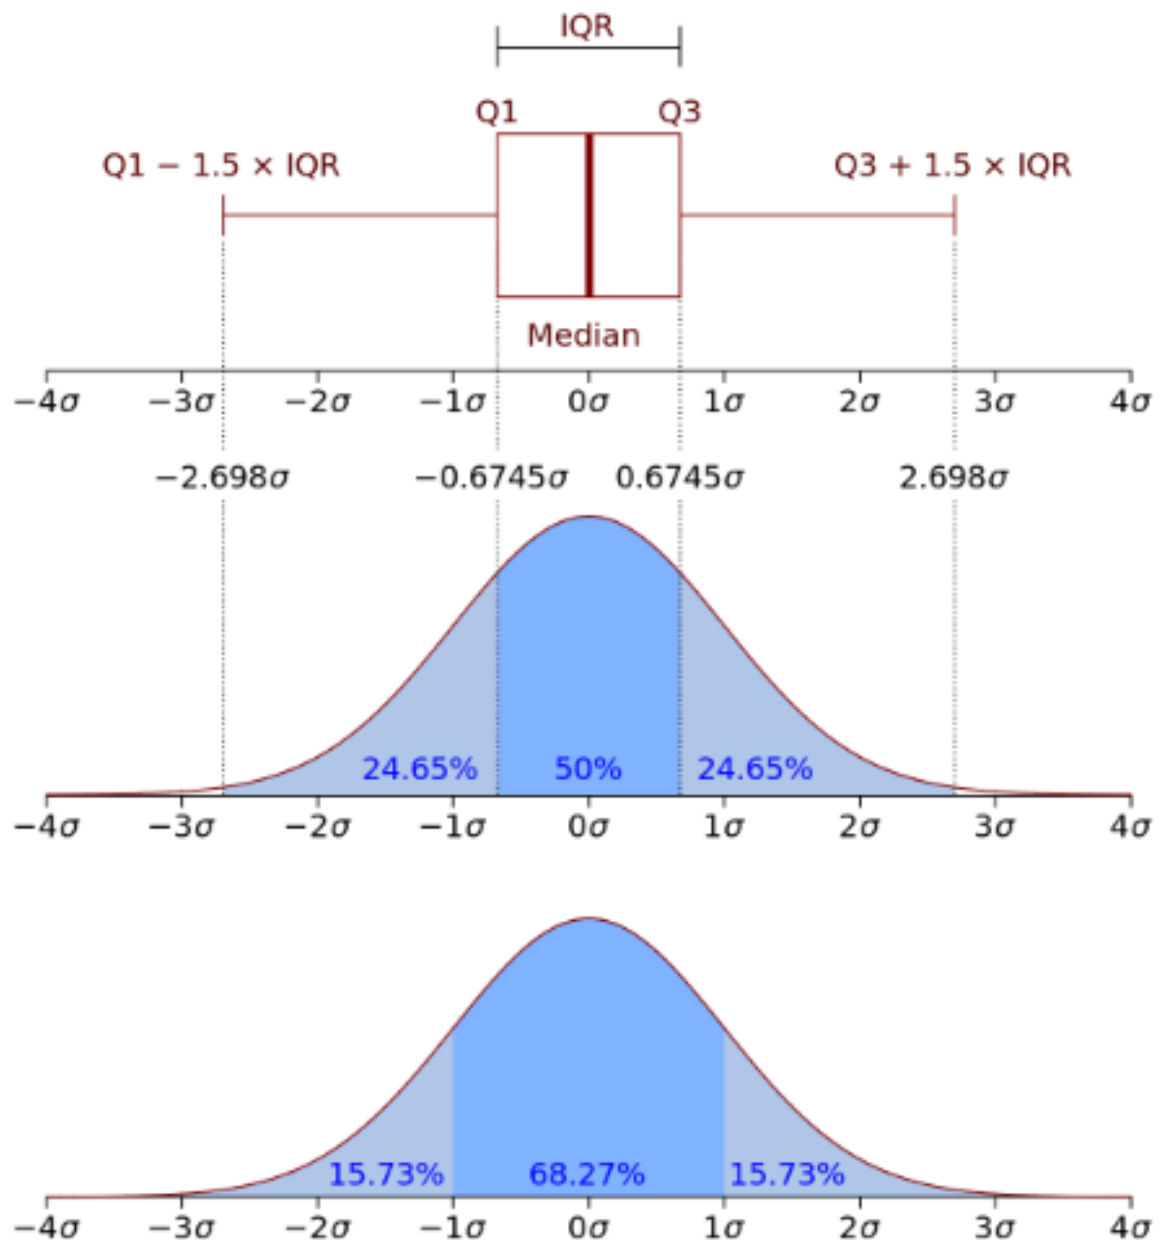 IQR
Q1 Q3
Q1 − 1.5 × IQR Q3 + 1.5 × IQR
Median
−4σ −3σ −2σ −1σ 0σ 1σ 2σ 3σ 4σ
−2.698σ −0.6745σ 0.6745σ 2.698σ
24.65% 50% 24.65%
−4σ −3σ −2σ −1σ 0σ 1σ 2σ 3σ 4σ
15.73% 68.27% 15.73%
−4σ −3σ −2σ −1σ 0σ 1σ 2σ 3σ 4σ